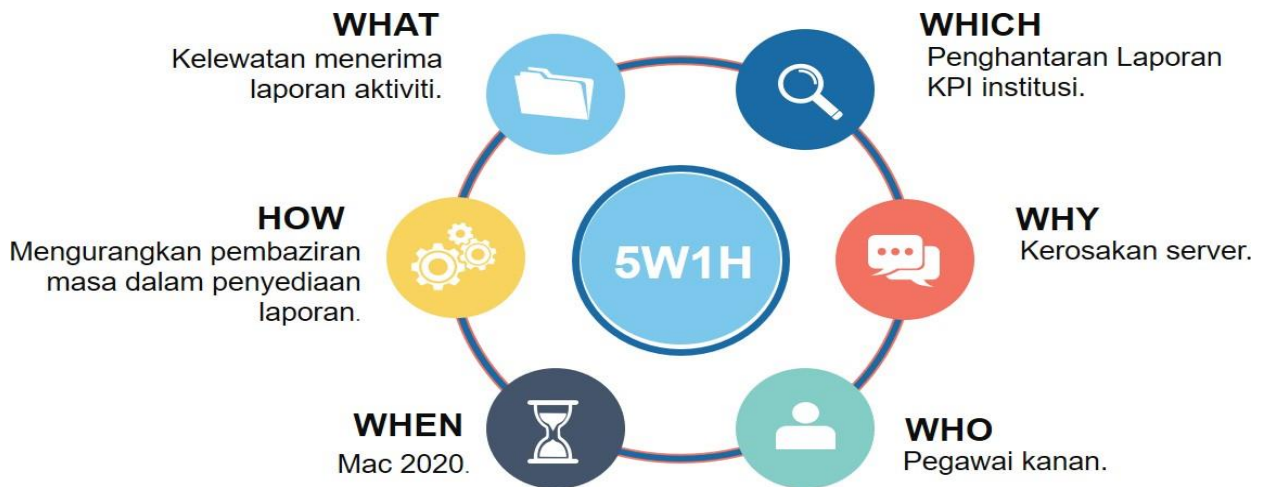 WHAT
Kelewatan menerima
laporan aktiviti.
WHICH
Penghantaran Laporan
KPI institusi.
HOW
Mengurangkan pembaziran
masa dalam penyediaan
laporan.
5W1H
WHY
Kerosakan server.
WHEN
Mac 2020.
WHO
Pegawai kanan.